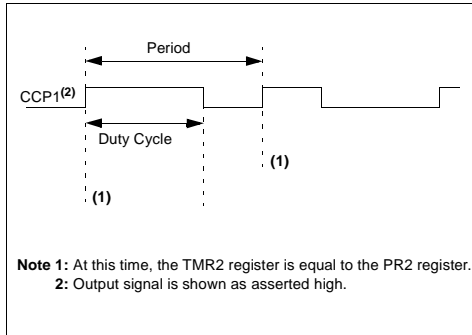 Period
CCP1(2)
Duty Cycle
(1)
(1)
Note 1: At this time, the TMR2 register is equal to the PR2 register.
2: Output signal is shown as asserted high.